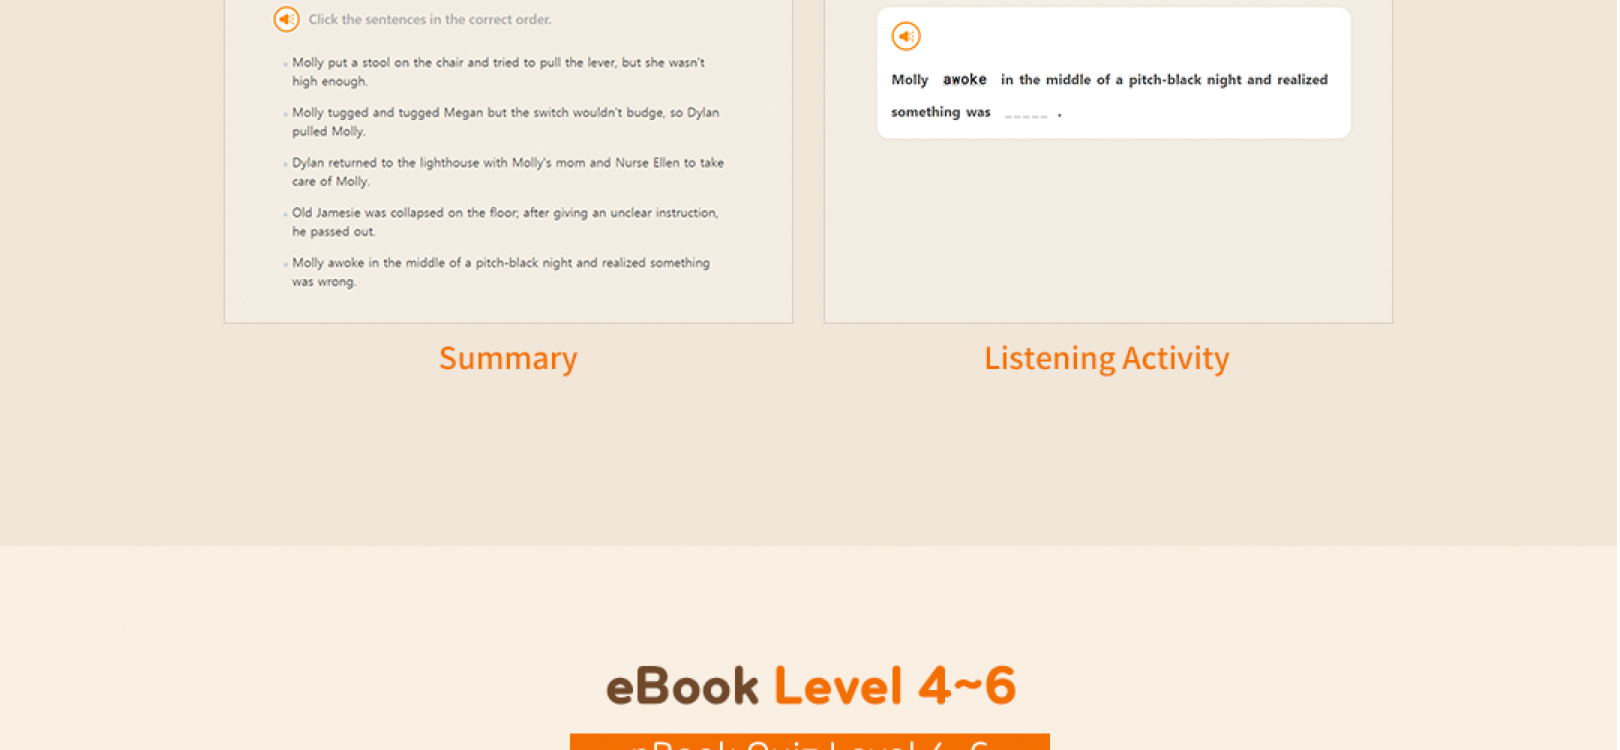 Click the sentences in the correct order.
Molly put a stool on the chair and tried to pull the lever, but she wasn't
high enough.
Molly tugged and tugged Megan but the switch wouldn't budge, so Dylan
pulled Molly.
Dylan returned to the lighthouse with Molly's mom and Nurse Ellen to take
care of Molly.
Old Jamesie was collapsed on the floor; after giving an unclear instruction,
he passed out.
Molly awoke in the middle of a pitch-black night and realized something
was wrong.
Summary
Molly awoke in the middle of a pitch-black night and realized
something was _____ .
Listening Activity
eBook Level 4~6
eBook Quiz Level 4~6